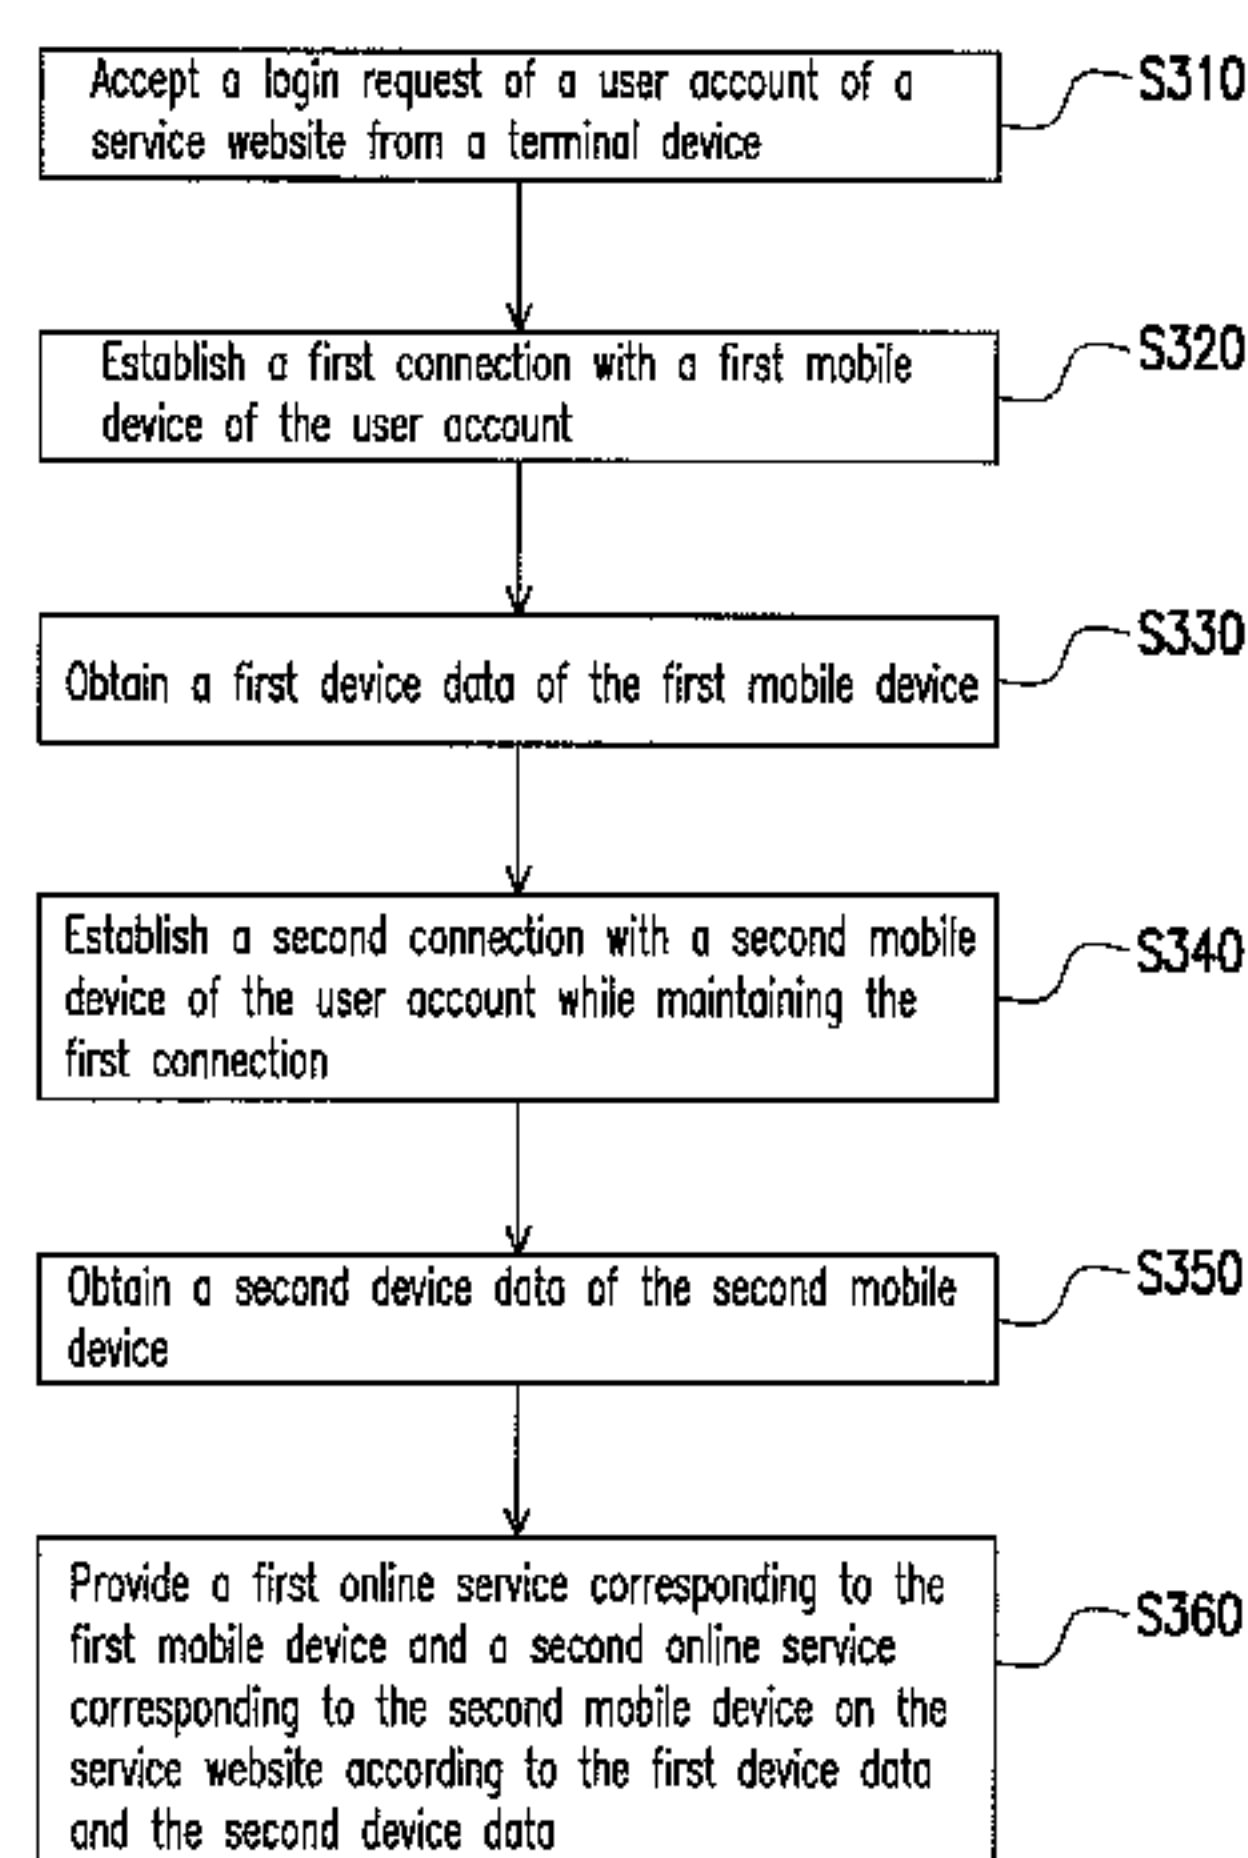 Accept a login request of a user account of a
service website from a terminal device
S310
Establish a first connection with a first mobile
device of the user account
S320
Obtain a first device data of the first mobile device
S330
Establish a second connection with a second mobile
device of the user account while maintaining the
first connection
S340
Obtain a second device data of the second mobile
device
S350
Provide a first online service corresponding to the
first mobile device and a second online service
corresponding to the second mobile device on the
service website according to the first device data
and the second device data
S360